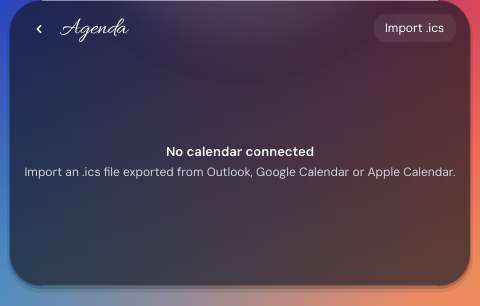 Agenda
Import .ics
No calendar connected
Import an .ics file exported from Outlook, Google Calendar or Apple Calendar.